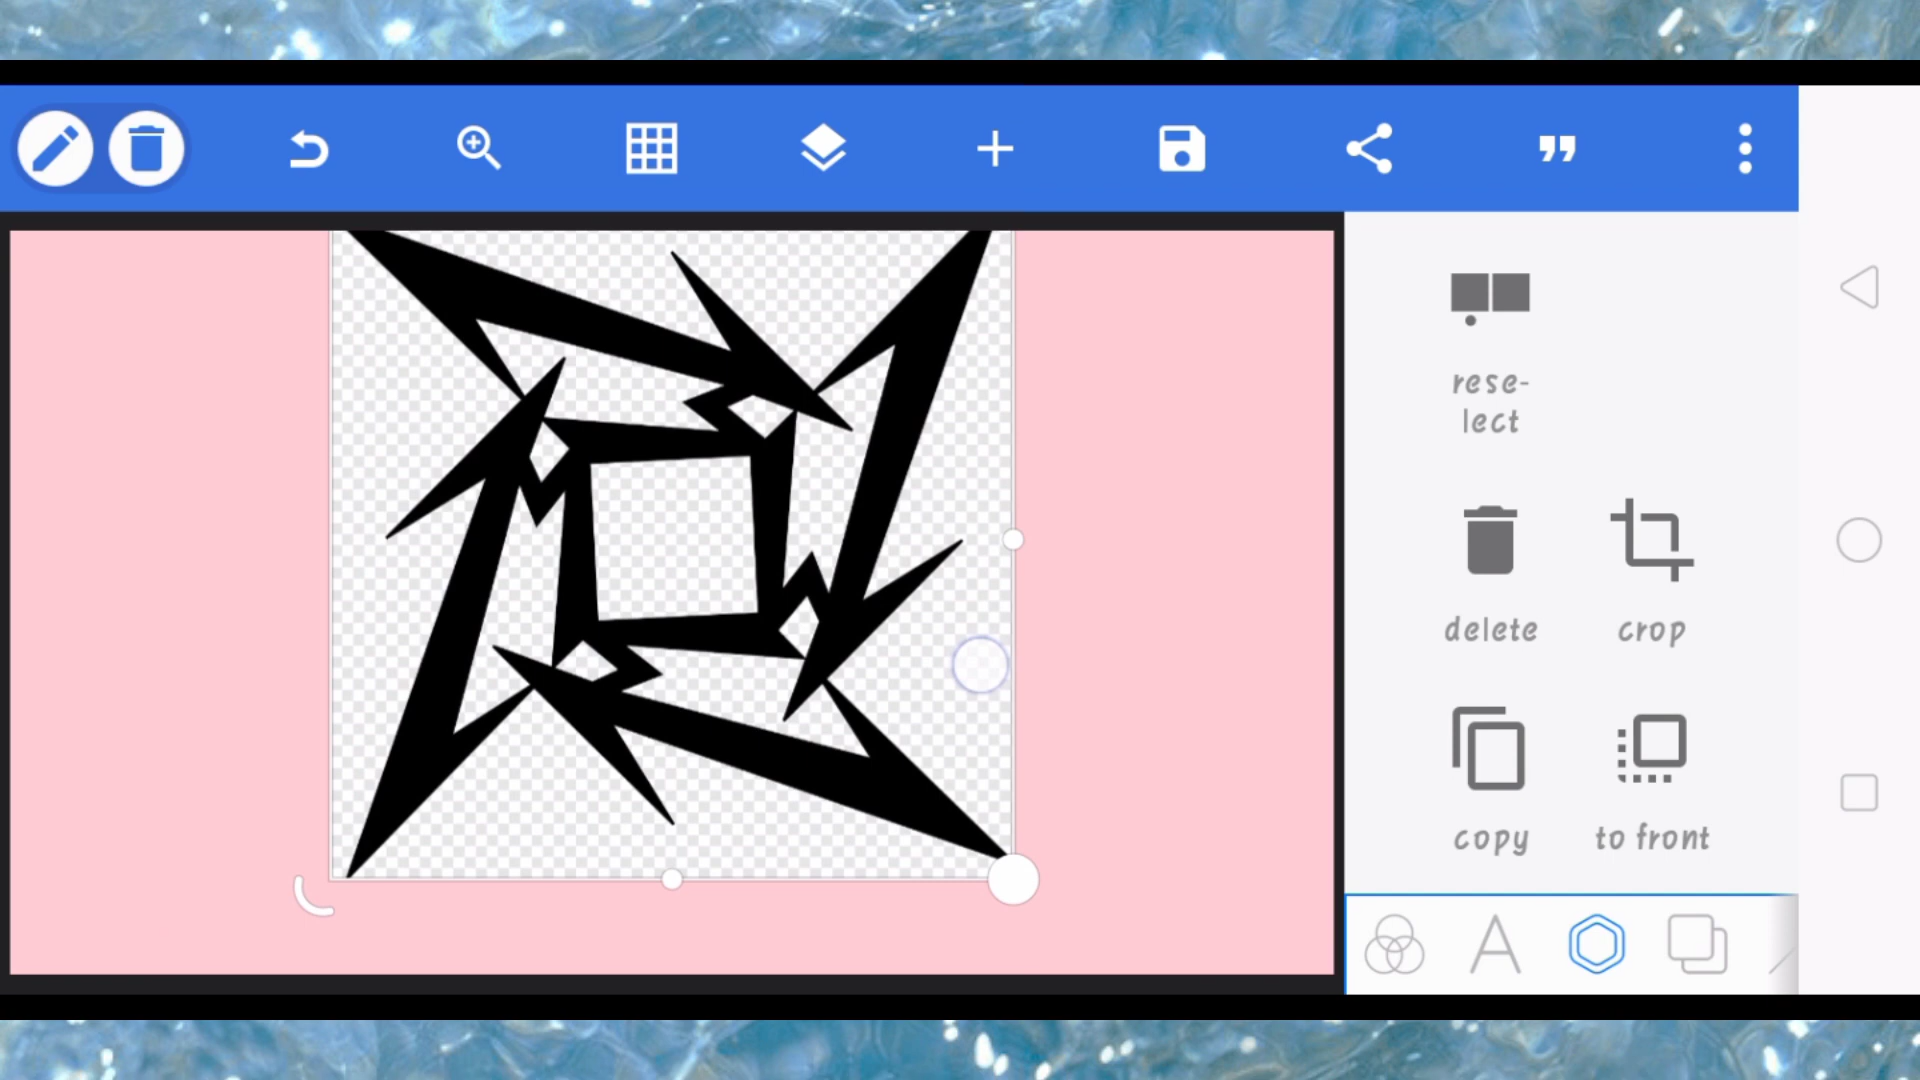 rese-
lect
delete
crop
copy
to front
A